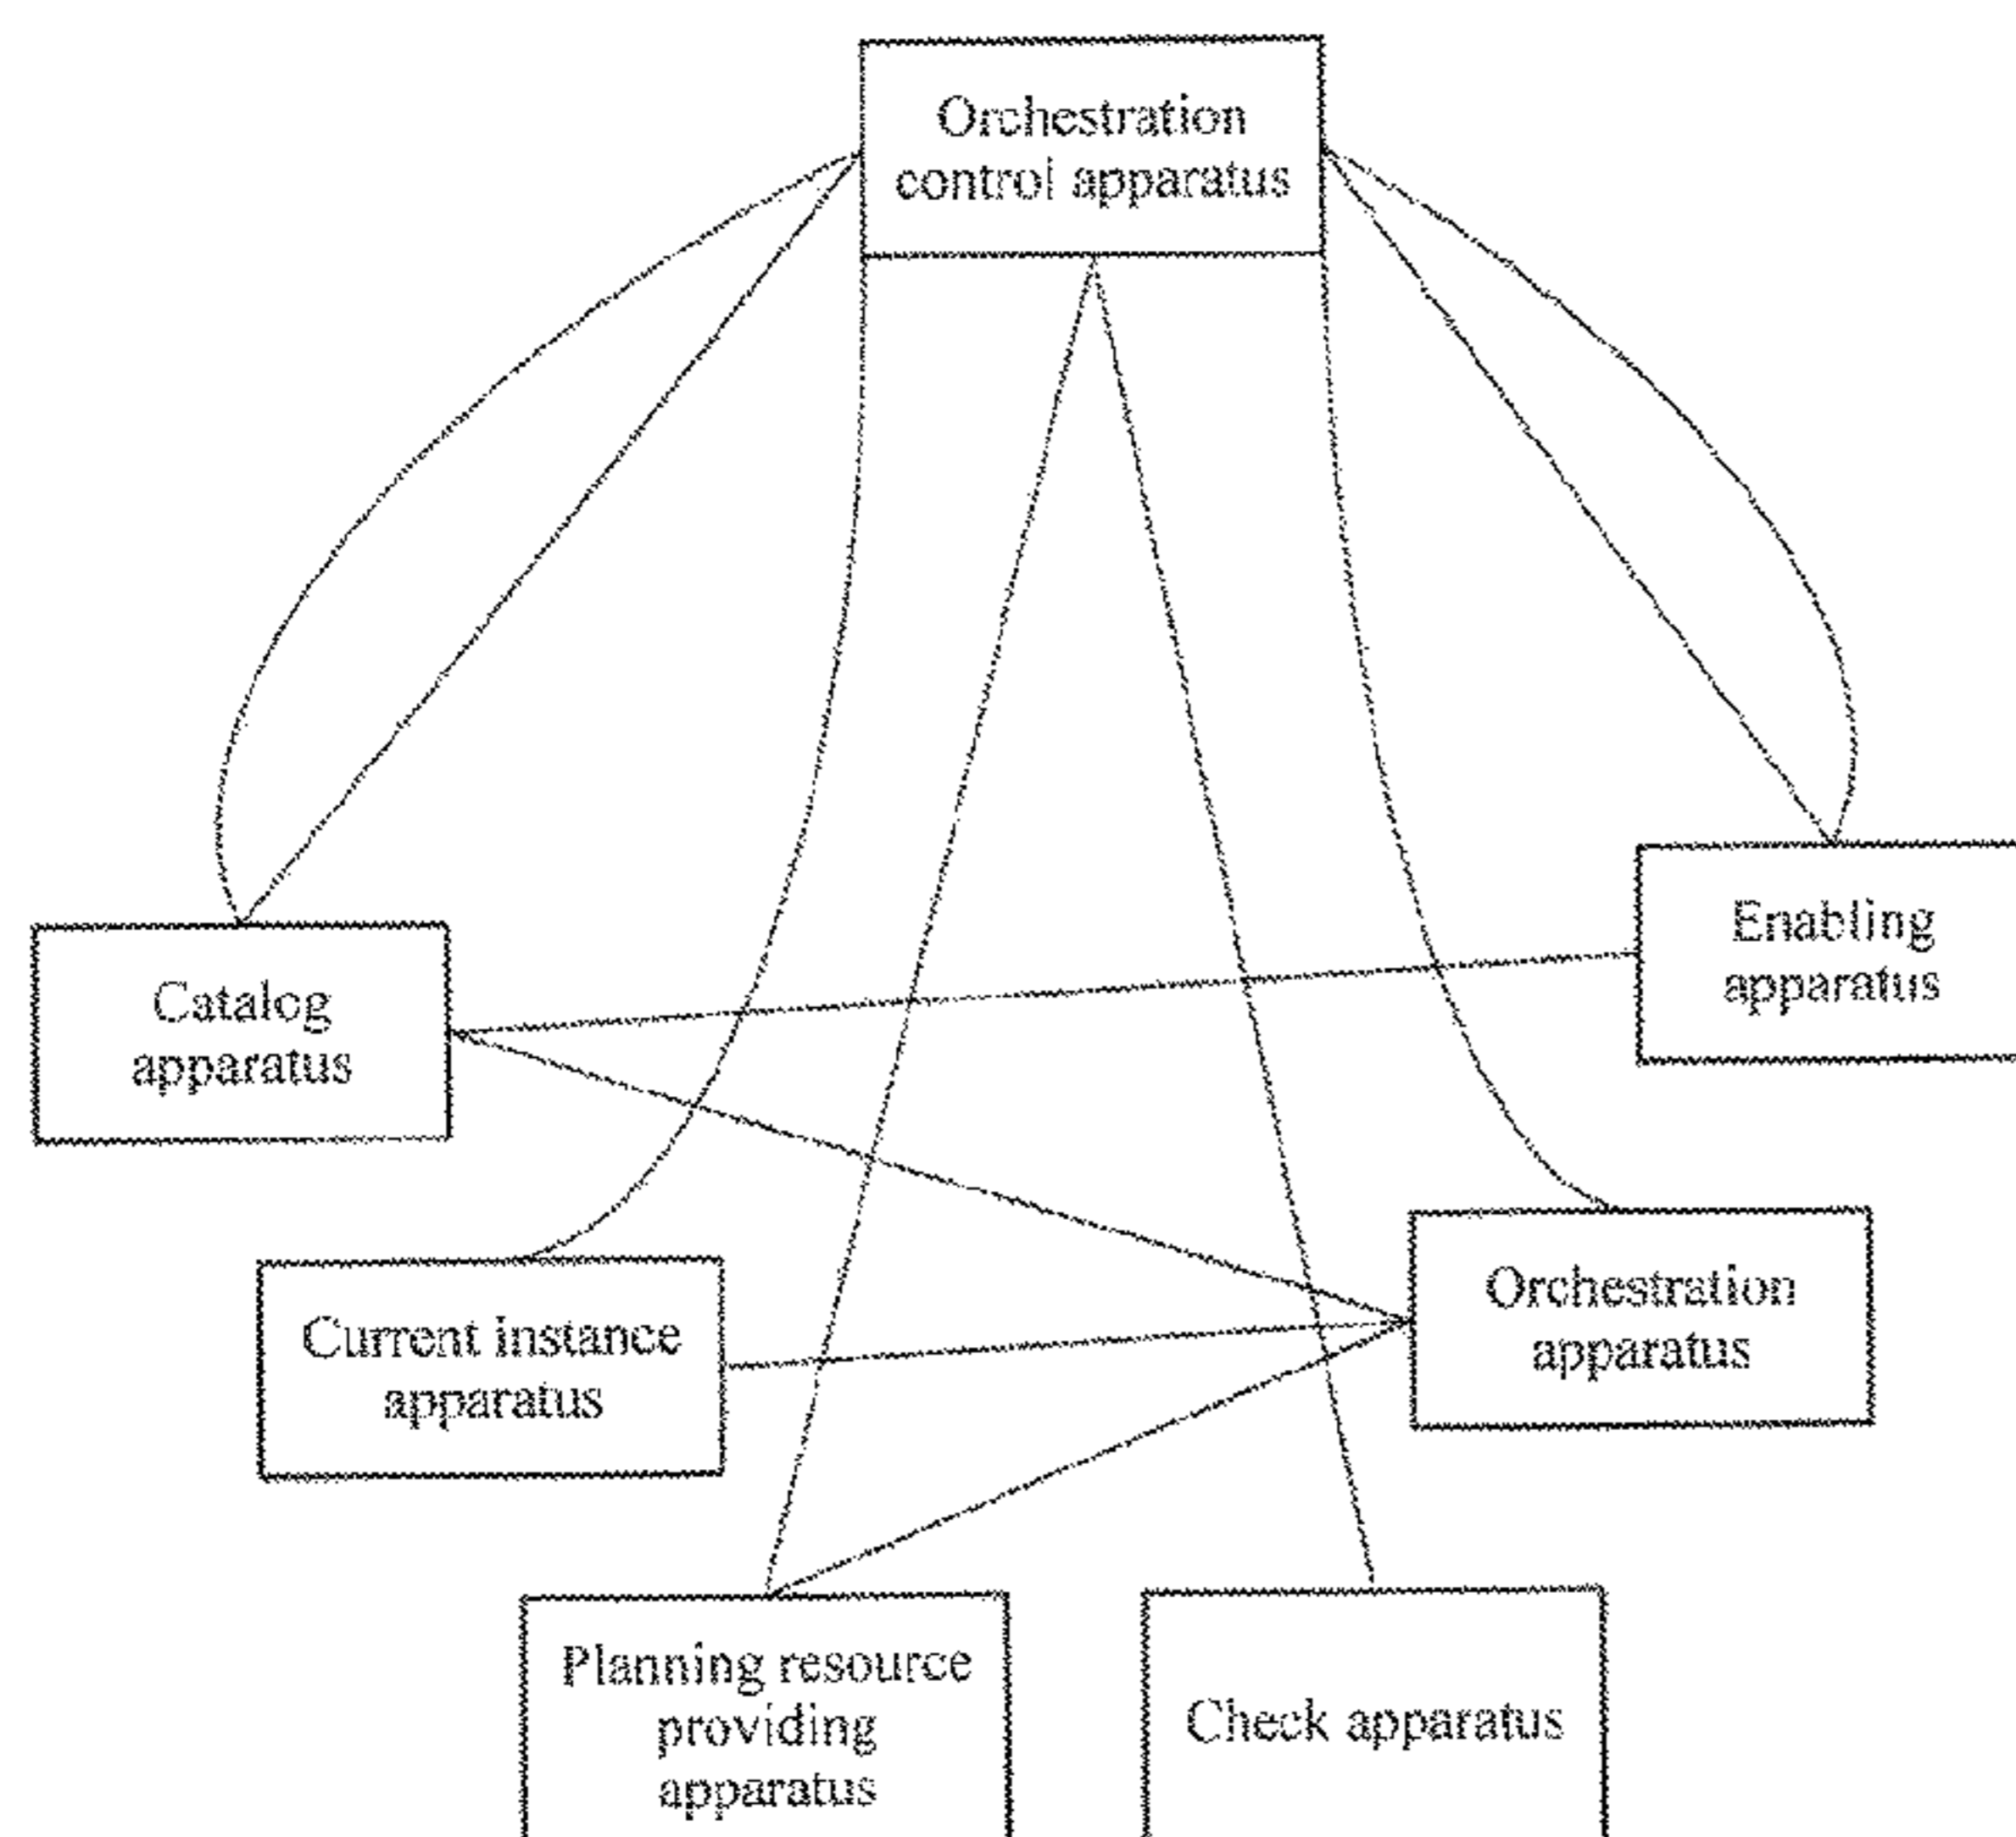 Orchestration
control apparatus
Catalog
apparatus
Enabling
apparatus
Current instance
apparatus
Orchestration
apparatus
Planning resource
providing
apparatus
Check apparatus